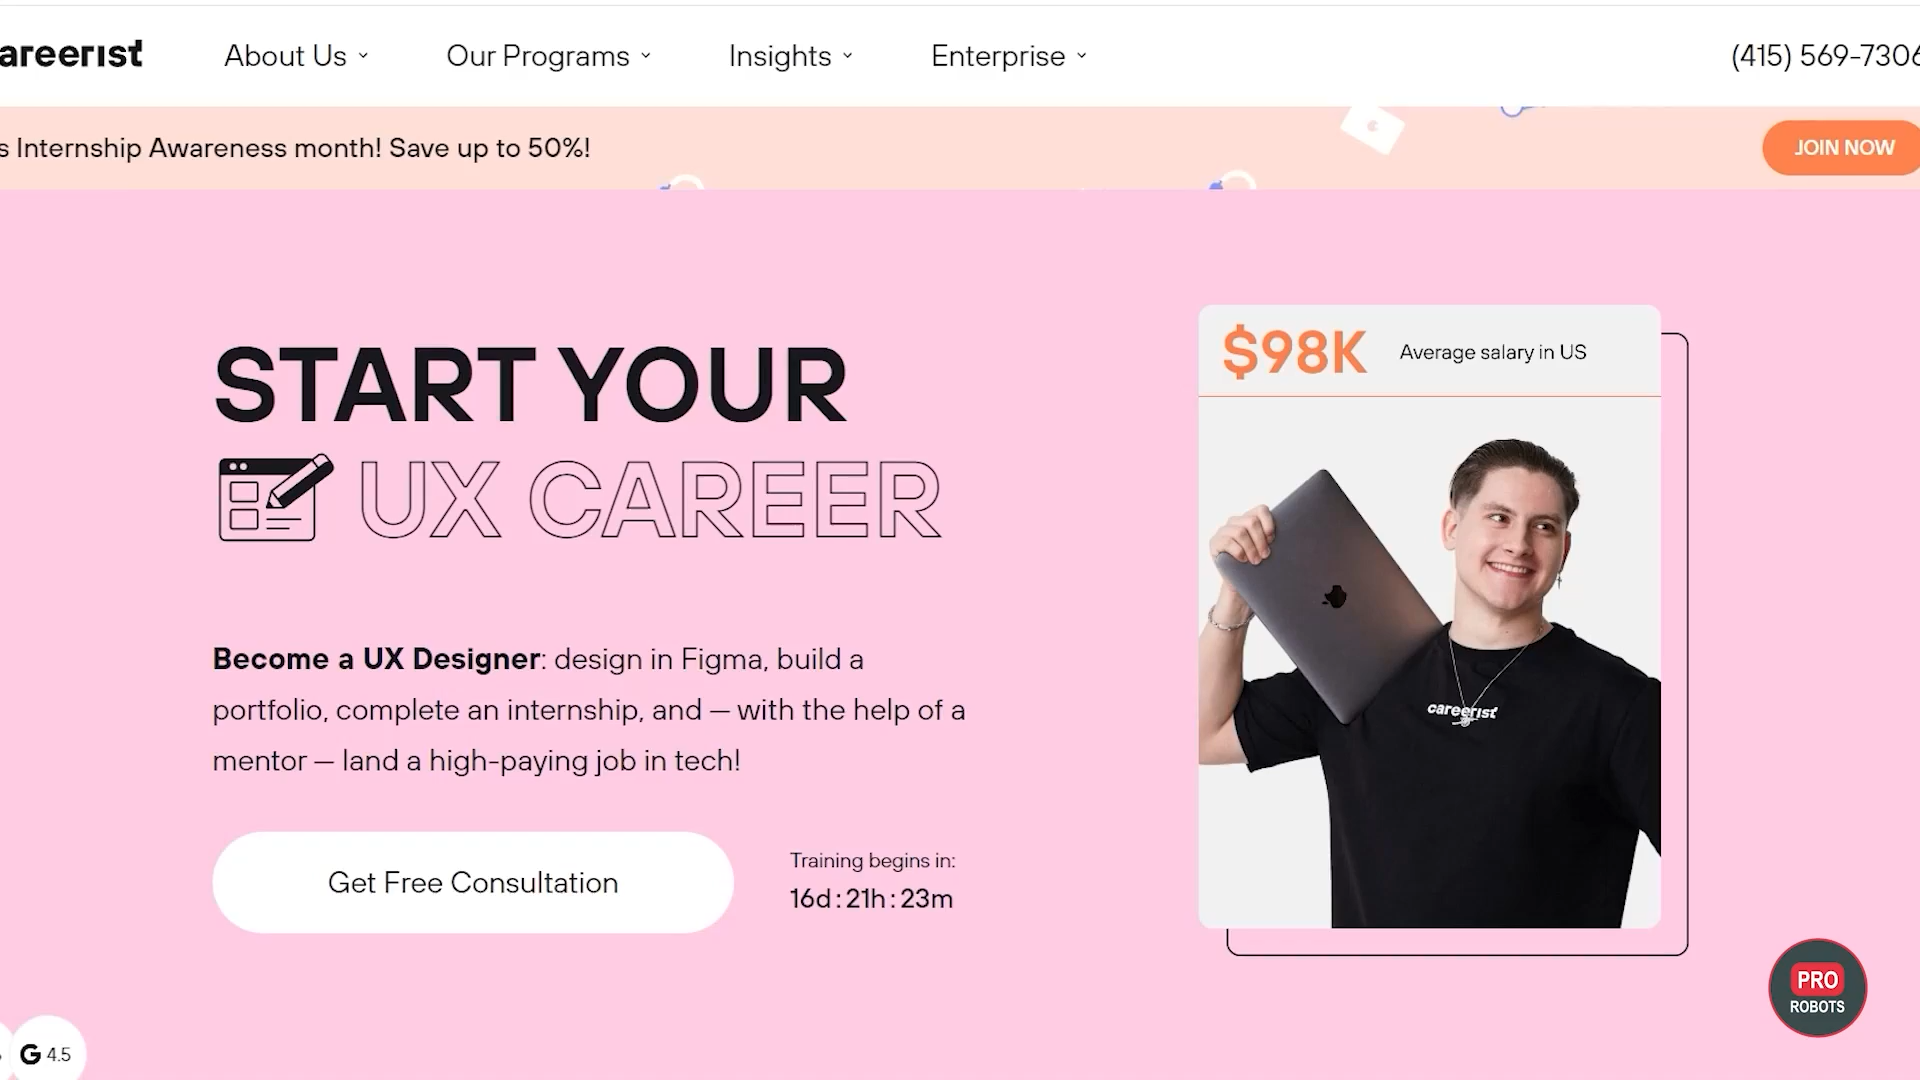 careerist
About Us
Our Programs
Insights
Enterprise
(415) 569-7306
s Internship Awareness month! Save up to 50%!
JOIN NOW
START YOUR
UX CAREER
$98K
Average salary in US
careerist
Become a UX Designer: design in Figma, build a
portfolio, complete an internship, and — with the help of a
mentor — land a high-paying job in tech!
Get Free Consultation
Training begins in:
16d : 21h : 23m
PRO
ROBOTS
G 4.5